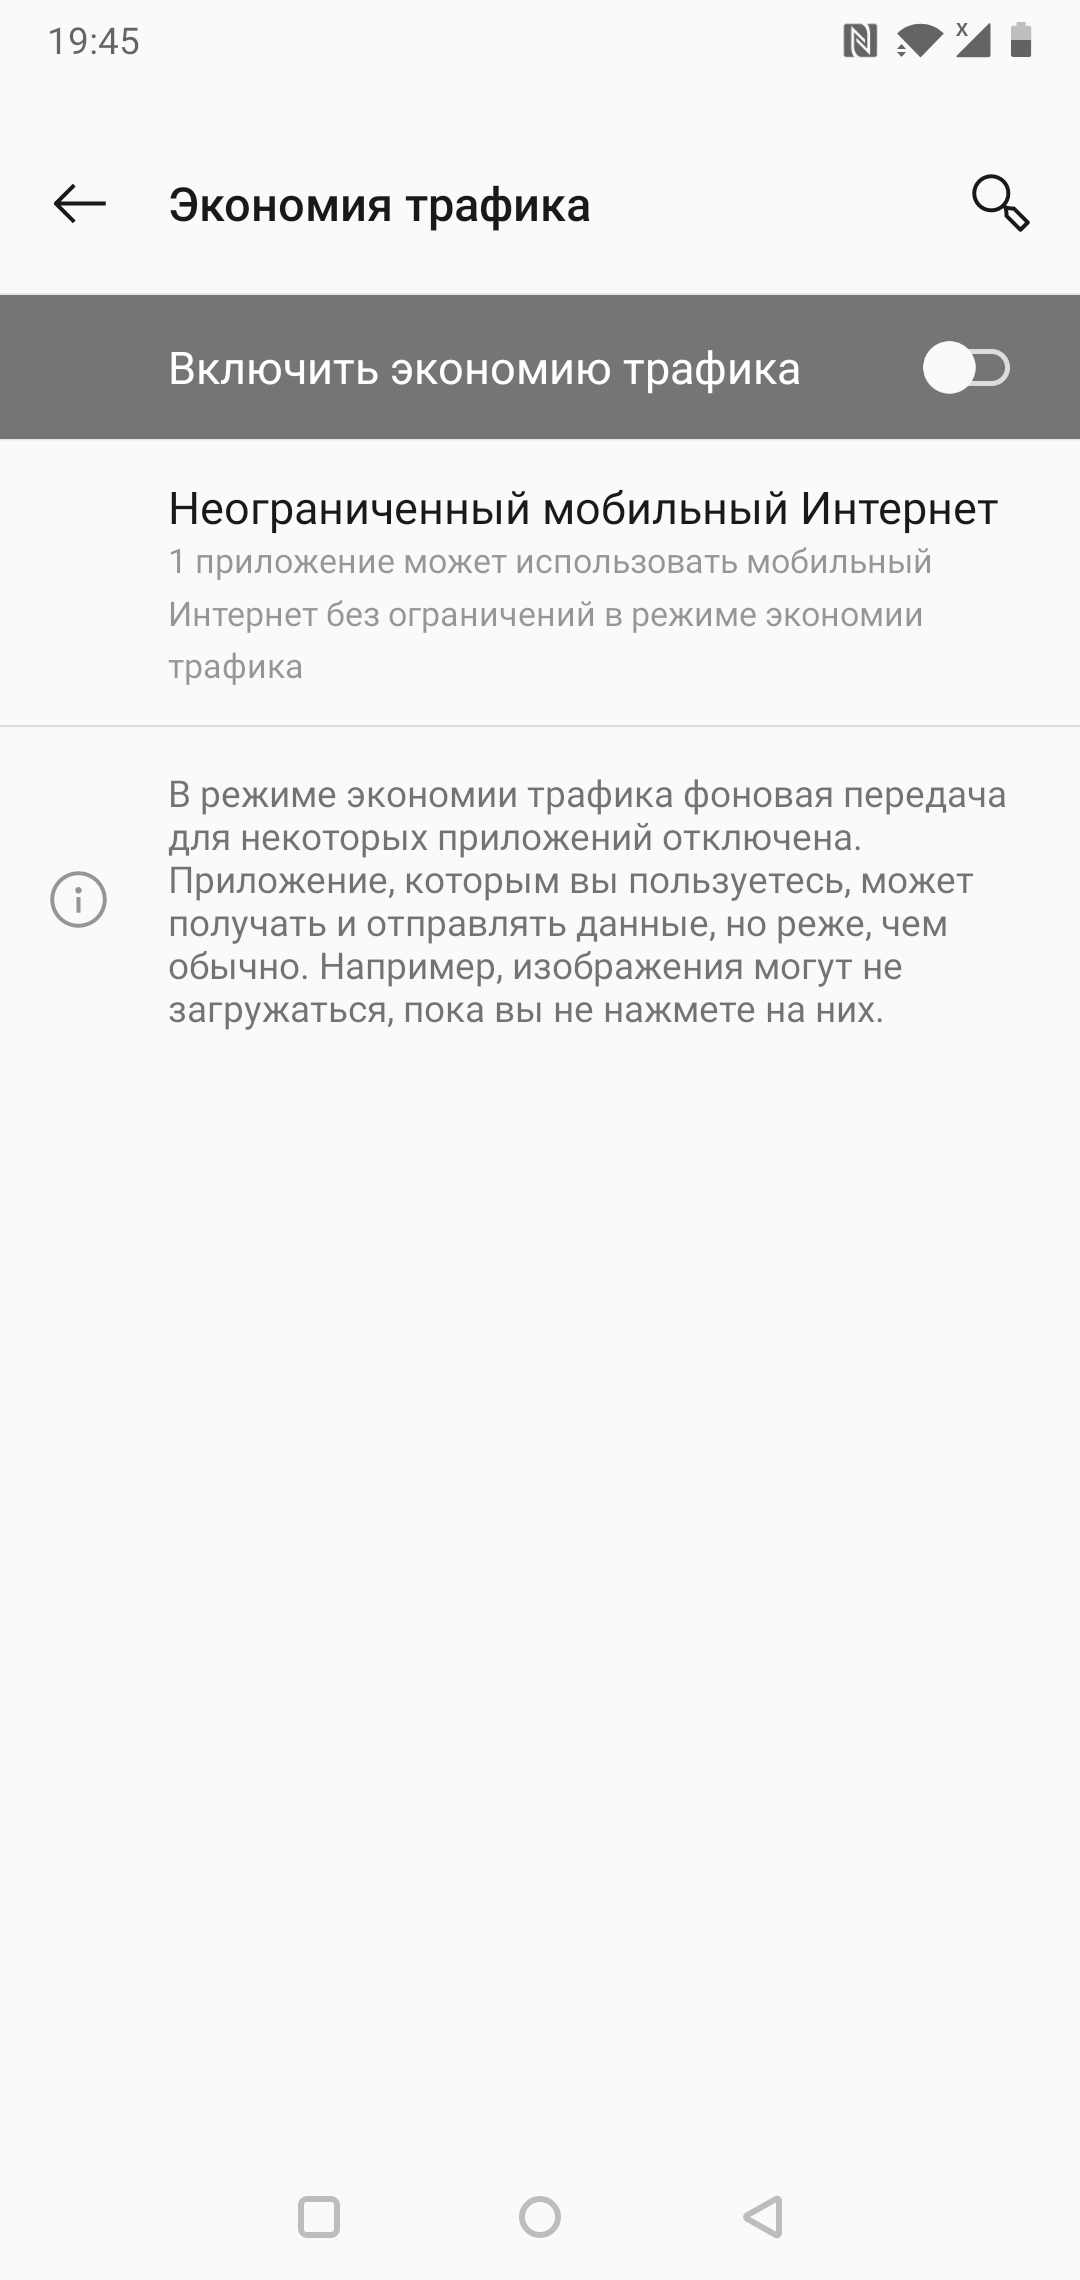 19:45
X
Экономия трафика
Включить экономию трафика
Неограниченный мобильный Интернет
1 приложение может использовать мобильный
Интернет без ограничений в режиме экономии
трафика
В режиме экономии трафика фоновая передача
для некоторых приложений отключена.
Приложение, которым вы пользуетесь, может
получать и отправлять данные, но реже, чем
обычно. Например, изображения могут не
загружаться, пока вы не нажмете на них.